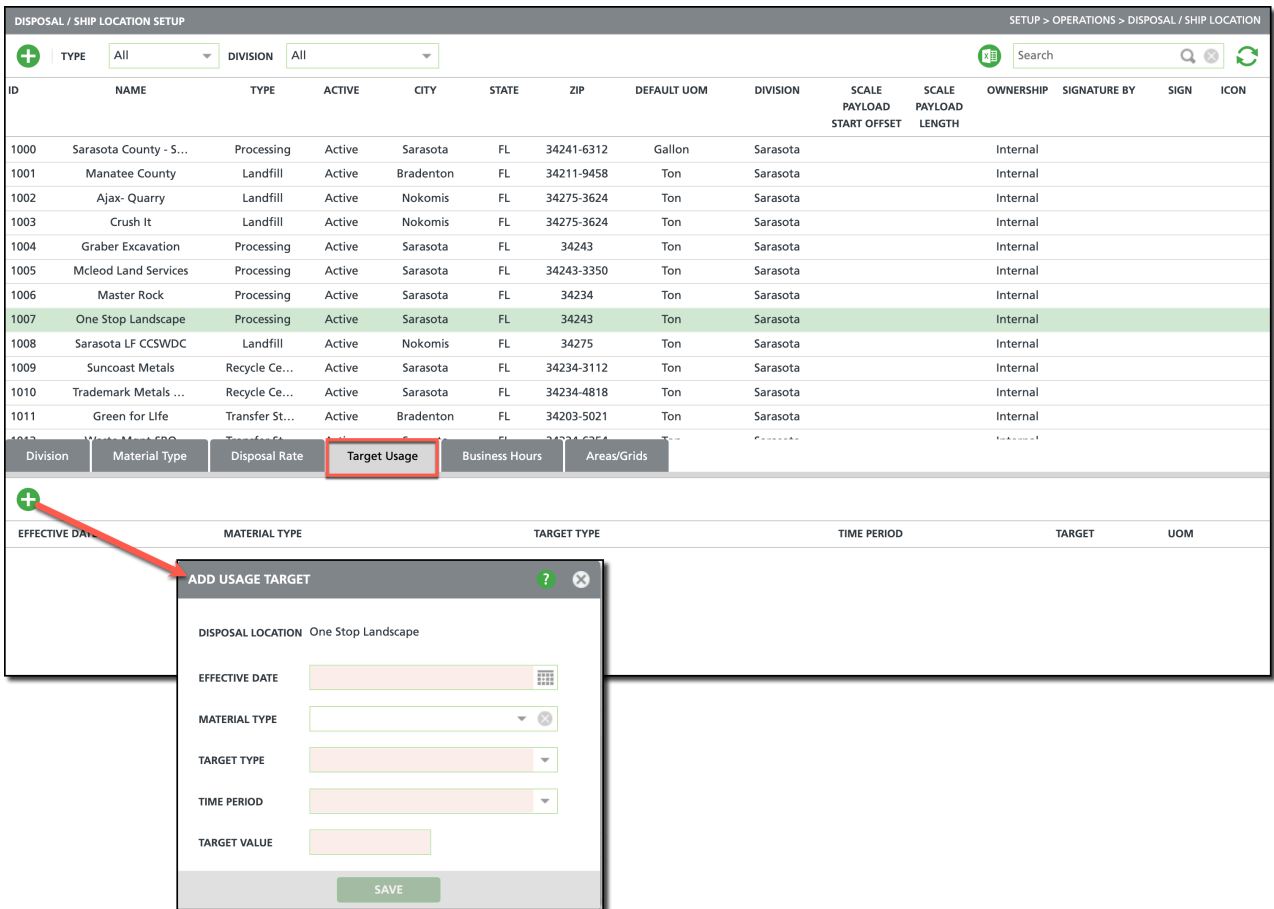 DISPOSAL / SHIP LOCATION SETUP SETUP > OPERATIONS > DISPOSAL / SHIP LOCATION
TYPE All DIVISION All Search
ID NAME TYPE ACTIVE CITY STATE ZIP DEFAULT UOM DIVISION SCALE PAYLOAD START OFFSET SCALE PAYLOAD LENGTH OWNERSHIP SIGNATURE BY SIGN ICON
1000 Sarasota County - S... Processing Active Sarasota FL 34241-6312 Gallon Sarasota Internal
1001 Manatee County Landfill Active Bradenton FL 34211-9458 Ton Sarasota Internal
1002 Ajax- Quarry Landfill Active Nokomis FL 34275-3624 Ton Sarasota Internal
1003 Crush It Landfill Active Nokomis FL 34275-3624 Ton Sarasota Internal
1004 Graber Excavation Processing Active Sarasota FL 34243 Ton Sarasota Internal
1005 Mcleod Land Services Processing Active Sarasota FL 34243-3350 Ton Sarasota Internal
1006 Master Rock Processing Active Sarasota FL 34234 Ton Sarasota Internal
1007 One Stop Landscape Processing Active Sarasota FL 34243 Ton Sarasota Internal
1008 Sarasota LF CCSWDC Landfill Active Nokomis FL 34275 Ton Sarasota Internal
1009 Suncoast Metals Recycle Ce... Active Sarasota FL 34234-3112 Ton Sarasota Internal
1010 Trademark Metals ... Recycle Ce... Active Sarasota FL 34234-4818 Ton Sarasota Internal
1011 Green for LIfe Transfer St... Active Bradenton FL 34203-5021 Ton Sarasota Internal
Division Material Type Disposal Rate Target Usage Business Hours Areas/Grids
EFFECTIVE DATE MATERIAL TYPE TARGET TYPE TIME PERIOD TARGET UOM
ADD USAGE TARGET ?
DISPOSAL LOCATION One Stop Landscape
EFFECTIVE DATE
MATERIAL TYPE
TARGET TYPE
TIME PERIOD
TARGET VALUE
SAVE